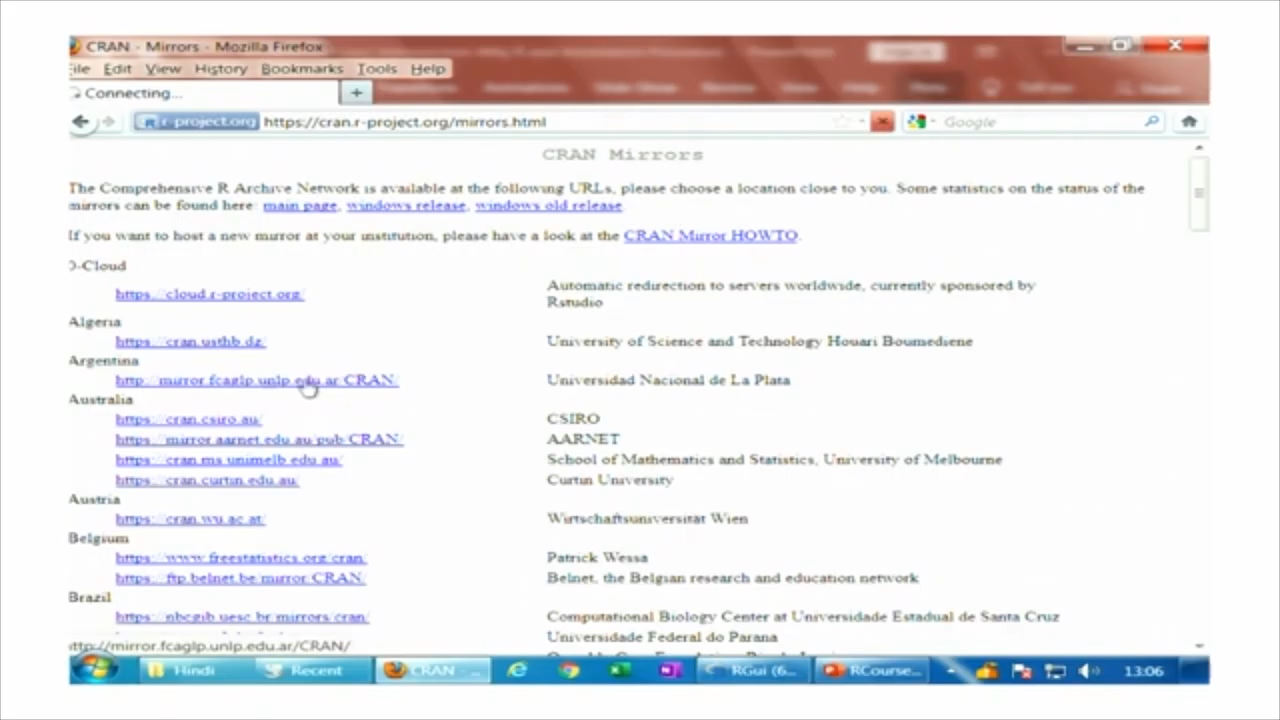 CRAN - Mirrors - Mozilla Firefox
File Edit View History Bookmarks Tools Help
Connecting...
r-project.org https://cran.r-project.org/mirrors.html Google
CRAN Mirrors
The Comprehensive R Archive Network is available at the following URLs, please choose a location close to you. Some statistics on the status of the
mirrors can be found here: main page, windows release, windows old release.
If you want to host a new mirror at your institution, please have a look at the CRAN Mirror HOWTO.
0-Cloud
https://cloud.r-project.org/ Automatic redirection to servers worldwide, currently sponsored by
Rstudio
Algeria
https://cran.usthb.dz/ University of Science and Technology Houari Boumediene
Argentina
http://mirror.fcaglp.unlp.edu.ar/CRAN/ Universidad Nacional de La Plata
Australia
https://cran.csiro.au/ CSIRO
https://mirror.aarnet.edu.au/pub/CRAN/ AARNET
https://cran.ms.unimelb.edu.au/ School of Mathematics and Statistics, University of Melbourne
https://cran.curtin.edu.au/ Curtin University
Austria
https://cran.wu.ac.at/ Wirtschaftsuniversität Wien
Belgium
https://www.freestatistics.org/cran/ Patrick Wessa
https://ftp.belnet.be/mirror/CRAN/ Belnet, the Belgian research and education network
Brazil
https://nbcgib.uesc.br/mirrors/cran/ Computational Biology Center at Universidade Estadual de Santa Cruz
Universidade Federal do Parana
http://mirror.fcaglp.unlp.edu.ar/CRAN/
Hindi Recent CRAN - ... RGui (6... RCourse... 13:06